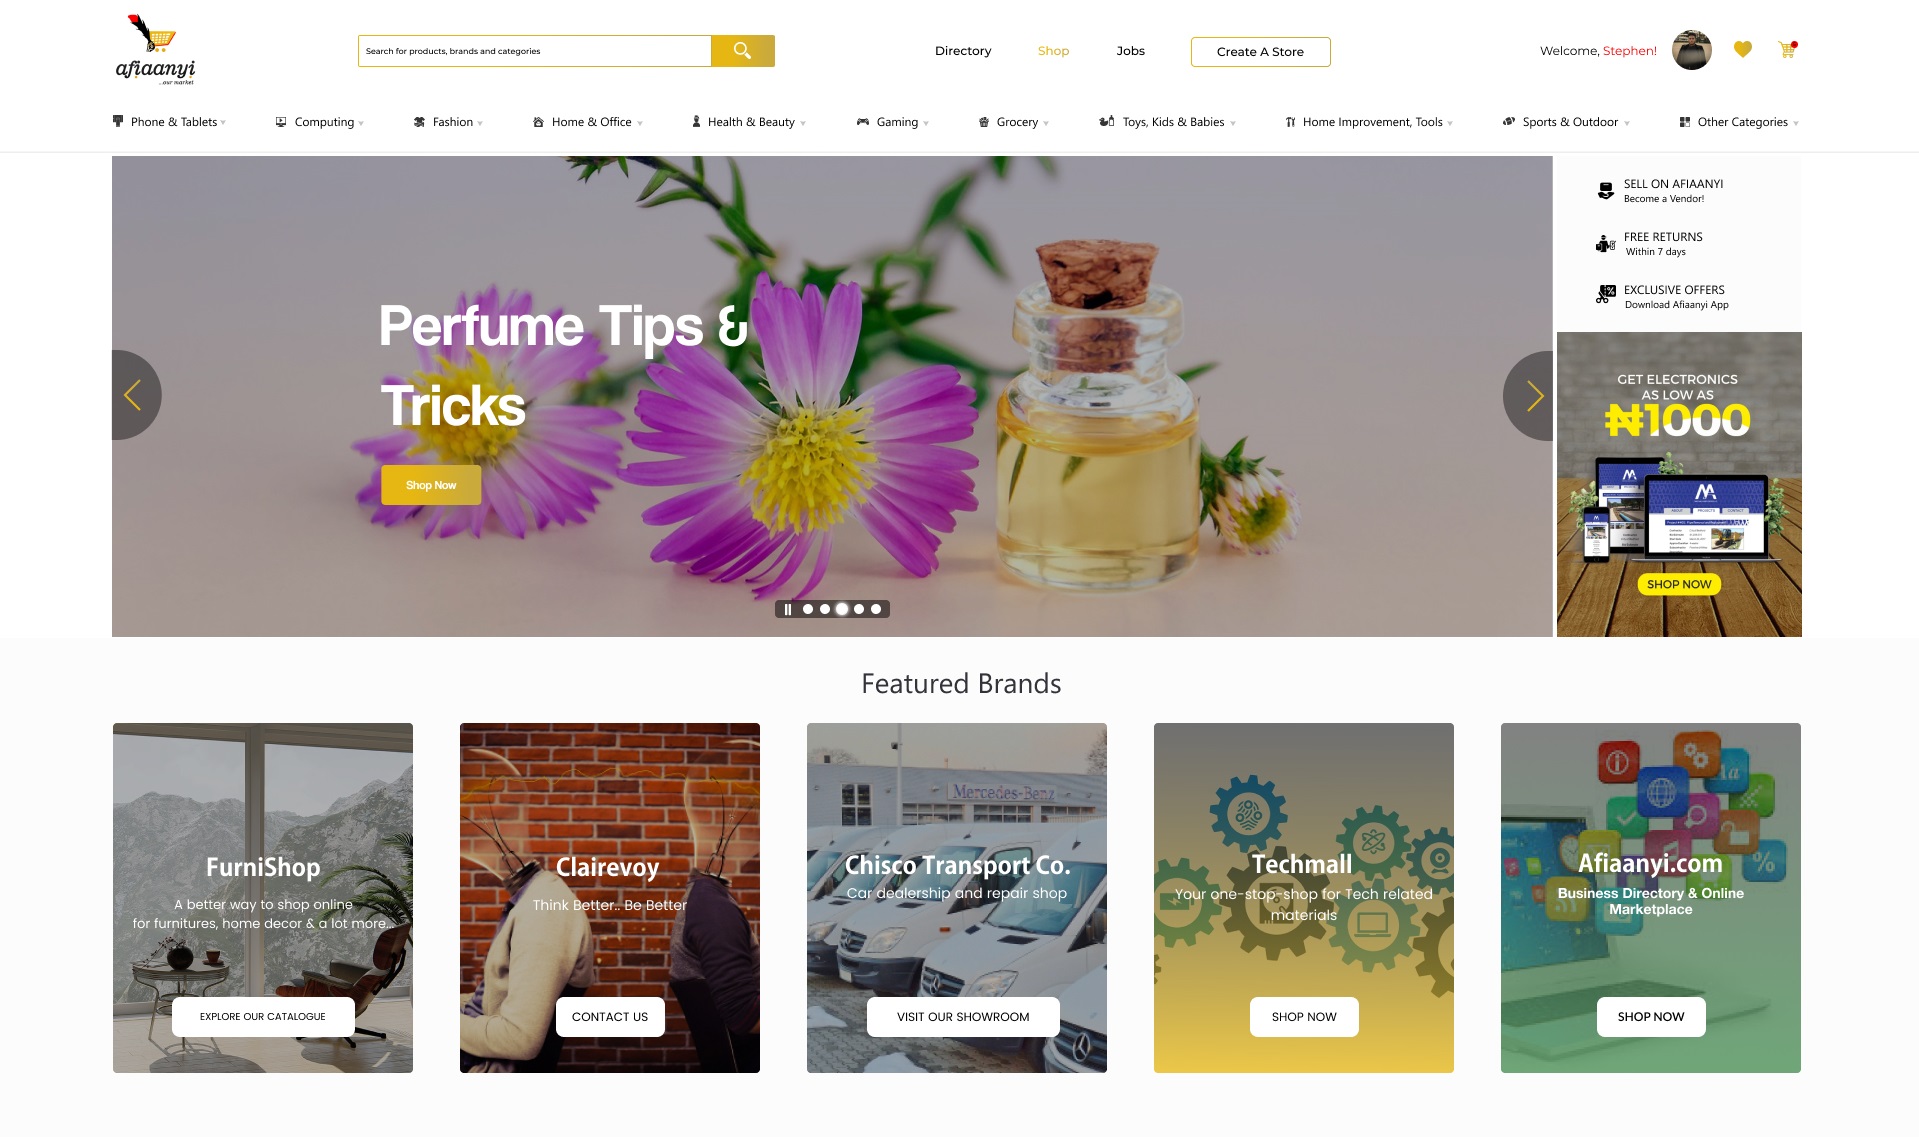 afiaanyi
...our market
Search for products, brands and categories
Directory
Shop
Jobs
Create A Store
Welcome, Stephen!
Phone & Tablets
Computing
Fashion
Home & Office
Health & Beauty
Gaming
Grocery
Toys, Kids & Babies
Home Improvement, Tools
Sports & Outdoor
Other Categories
Perfume Tips &
Tricks
Shop Now
SELL ON AFIAANYI
Become a Vendor!
FREE RETURNS
Within 7 days
EXCLUSIVE OFFERS
Download Afiaanyi App
GET ELECTRONICS
AS LOW AS
₦1000
ABOUT
PROJECTS
CONTACT
SHOP NOW
Featured Brands
FurniShop
A better way to shop online
for furnitures, home decor & a lot more...
EXPLORE OUR CATALOGUE
Clairevoy
Think Better.. Be Better
CONTACT US
Mercedes-Benz
Chisco Transport Co.
Car dealership and repair shop
VISIT OUR SHOWROOM
Techmall
Your one-stop-shop for Tech related
materials
SHOP NOW
Aa
%
Afiaanyi.com
Business Directory & Online
Marketplace
SHOP NOW